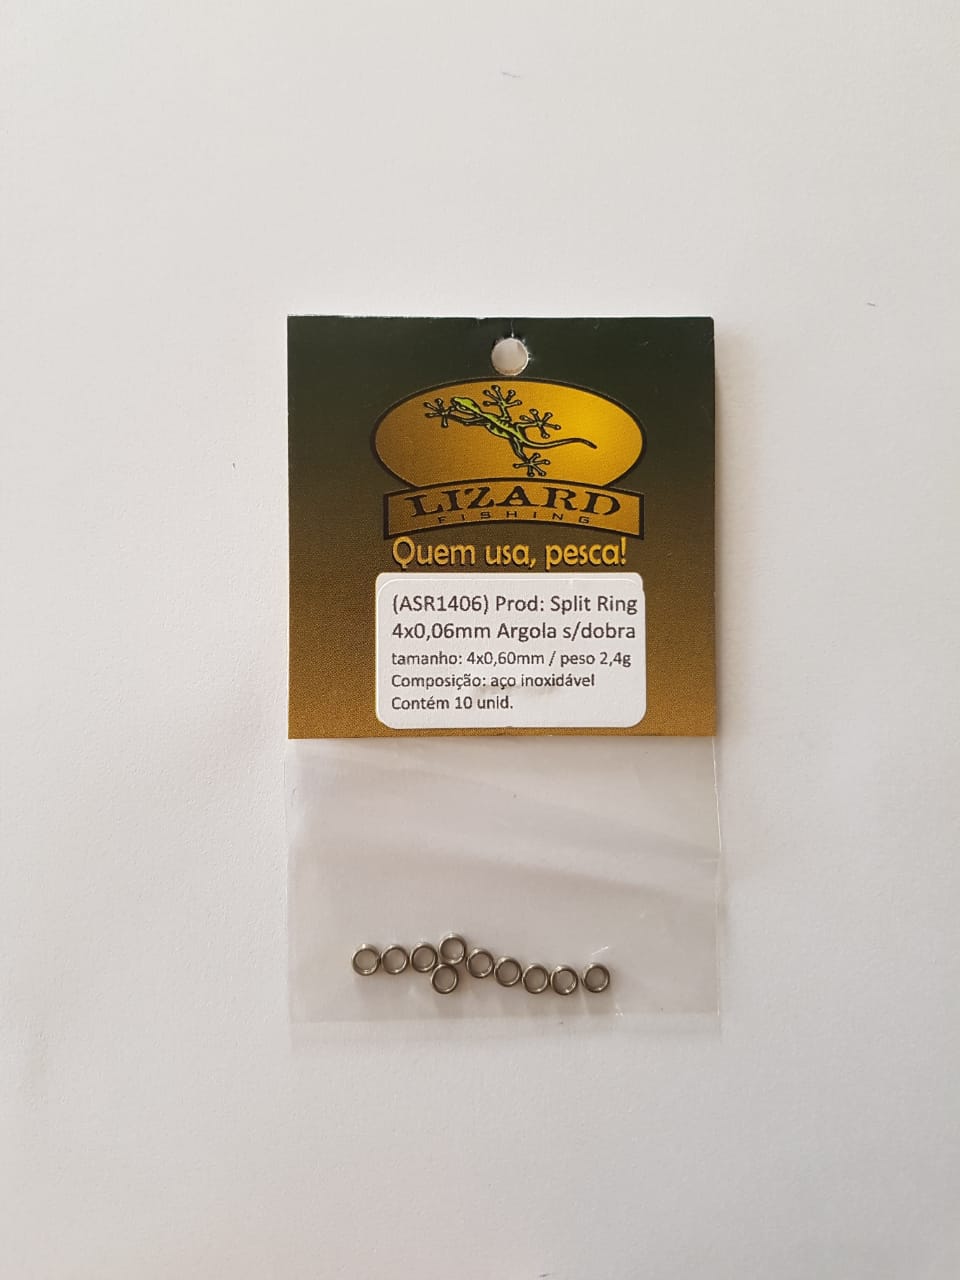 LIZARD
FISHING
Quem usa, pesca!
(ASR1406) Prod: Split Ring
4x0,06mm Argola s/dobra
tamanho: 4x0,60mm / peso 2,4g
Composição: aço inoxidável
Contém 10 unid.